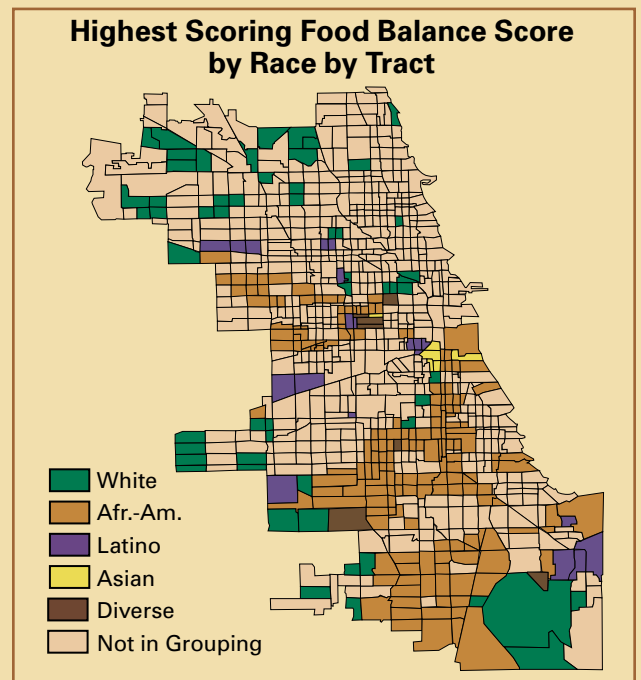 Highest Scoring Food Balance Score
by Race by Tract
White
Afr.-Am.
Latino
Asian
Diverse
Not in Grouping